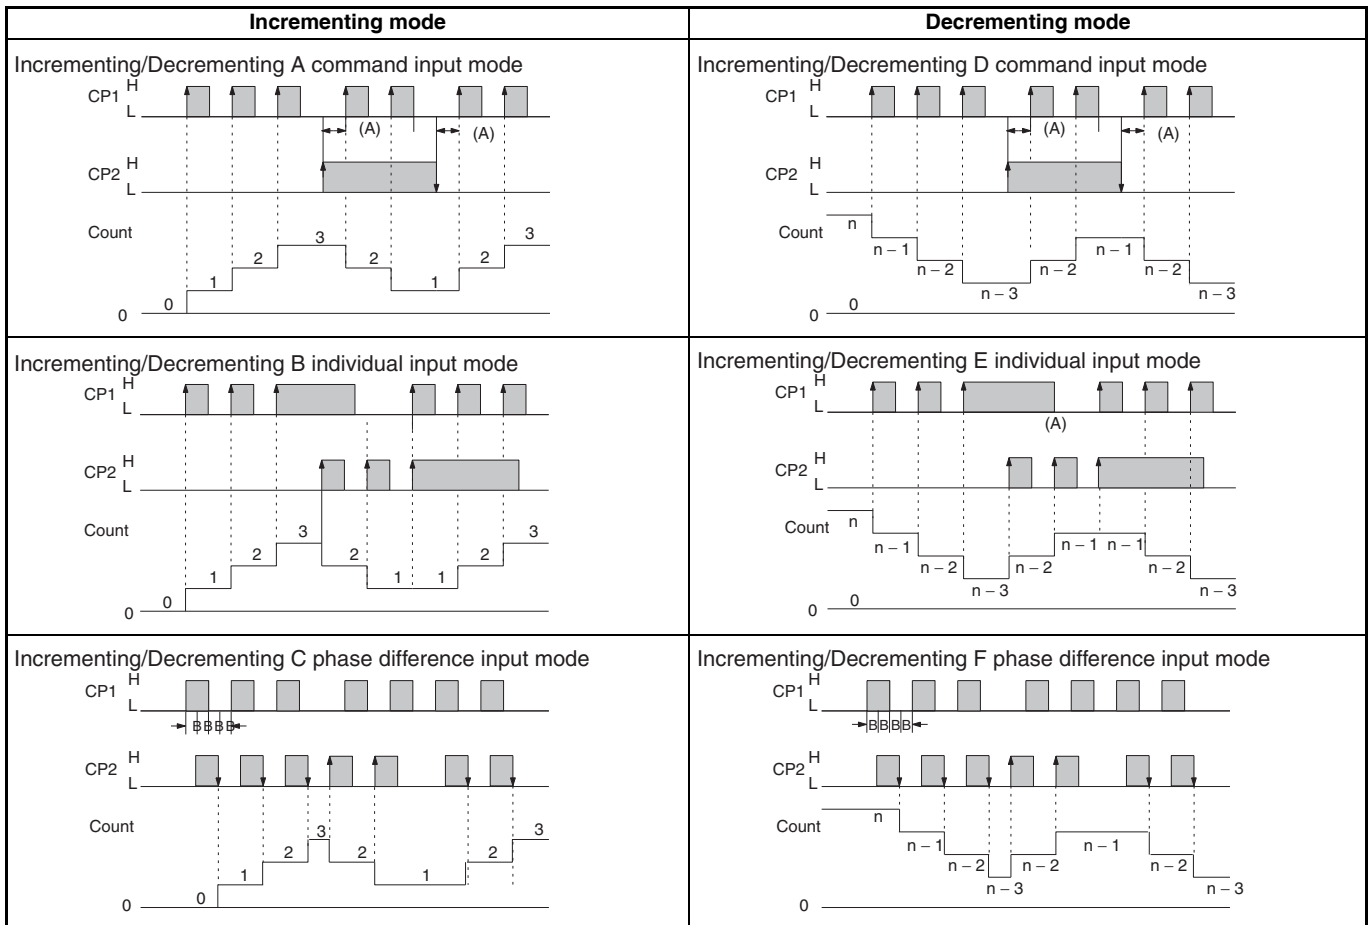 Incrementing mode
Decrementing mode
Incrementing/Decrementing A command input mode
CP1 H
L
(A) (A)
CP2 H
L
Count
0 1 2 3 2 1 2 3
0
Incrementing/Decrementing D command input mode
CP1 H
L
(A) (A)
CP2 H
L
Count
n n – 1 n – 2 n – 3 n – 2 n – 1 n – 2 n – 3
0
0
Incrementing/Decrementing B individual input mode
CP1 H
L
CP2 H
L
Count
0 1 2 3 2 1 1 2 3
0
Incrementing/Decrementing E individual input mode
CP1 H
L
(A)
CP2 H
L
Count
n n – 1 n – 2 n – 3 n – 2 n – 1 n – 1 n – 2 n – 3
0
0
Incrementing/Decrementing C phase difference input mode
CP1 H
L
B B B B
CP2 H
L
Count
0 1 2 3 2 1 2 3
0
Incrementing/Decrementing F phase difference input mode
CP1 H
L
B B B B
CP2 H
L
Count
n n – 1 n – 2 n – 3 n – 2 n – 1 n – 2 n – 3
0